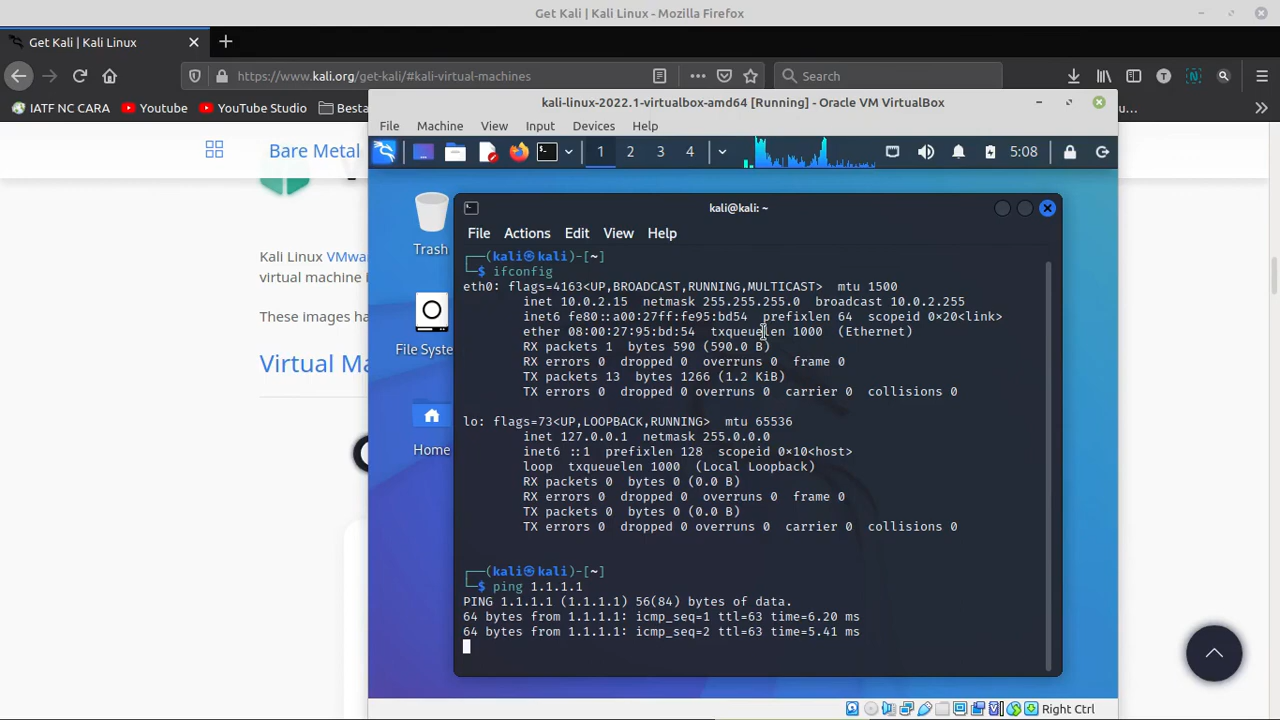 Get Kali | Kali Linux - Mozilla Firefox
Get Kali | Kali Linux
https://www.kali.org/get-kali/#kali-virtual-machines
Search
IATF NC CARA
Youtube
YouTube Studio
Besta
u…
kali-linux-2022.1-virtualbox-amd64 [Running] - Oracle VM VirtualBox
File Machine View Input Devices Help
1 2 3 4
5:08
Bare Metal
Kali Linux VMwa
virtual machine i
Virtual M
Trash
File Syste
Home
kali@kali: ~
File Actions Edit View Help
┌──(kali㉿kali)-[~]
└─$ ifconfig
eth0: flags=4163<UP,BROADCAST,RUNNING,MULTICAST> mtu 1500
inet 10.0.2.15 netmask 255.255.255.0 broadcast 10.0.2.255
inet6 fe80::a00:27ff:fe95:bd54 prefixlen 64 scopeid 0×20<link>
ether 08:00:27:95:bd:54 txqueuelen 1000 (Ethernet)
RX packets 1 bytes 590 (590.0 B)
RX errors 0 dropped 0 overruns 0 frame 0
TX packets 13 bytes 1266 (1.2 KiB)
TX errors 0 dropped 0 overruns 0 carrier 0 collisions 0
lo: flags=73<UP,LOOPBACK,RUNNING> mtu 65536
inet 127.0.0.1 netmask 255.0.0.0
inet6 ::1 prefixlen 128 scopeid 0×10<host>
loop txqueuelen 1000 (Local Loopback)
RX packets 0 bytes 0 (0.0 B)
RX errors 0 dropped 0 overruns 0 frame 0
TX packets 0 bytes 0 (0.0 B)
TX errors 0 dropped 0 overruns 0 carrier 0 collisions 0
┌──(kali㉿kali)-[~]
└─$ ping 1.1.1.1
PING 1.1.1.1 (1.1.1.1) 56(84) bytes of data.
64 bytes from 1.1.1.1: icmp_seq=1 ttl=63 time=6.20 ms
64 bytes from 1.1.1.1: icmp_seq=2 ttl=63 time=5.41 ms
Right Ctrl